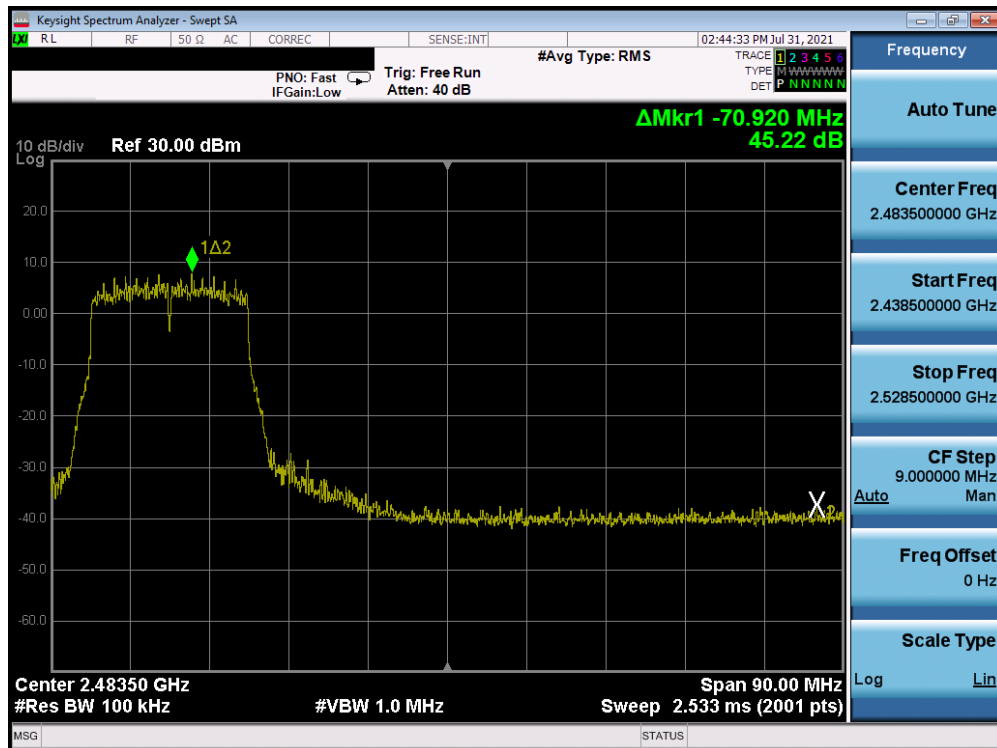 Keysight Spectrum Analyzer - Swept SA
LXI RL RF 50 Ω AC CORREC SENSE:INT 02:44:33 PM Jul 31, 2021
PNO: Fast
IFGain:Low
Trig: Free Run
Atten: 40 dB
#Avg Type: RMS
TRACE 1 2 3 4 5 6
TYPE M W W W W W
DET P N N N N N
ΔMkr1 -70.920 MHz
45.22 dB
10 dB/div Ref 30.00 dBm
Log
20.0
10.0
0.00
-10.0
-20.0
-30.0
-40.0
-50.0
-60.0
1Δ2
X2
Center 2.48350 GHz Span 90.00 MHz
#Res BW 100 kHz #VBW 1.0 MHz Sweep 2.533 ms (2001 pts)
MSG STATUS
Frequency
Auto Tune
Center Freq
2.483500000 GHz
Start Freq
2.438500000 GHz
Stop Freq
2.528500000 GHz
CF Step
9.000000 MHz
Auto Man
Freq Offset
0 Hz
Scale Type
Log Lin